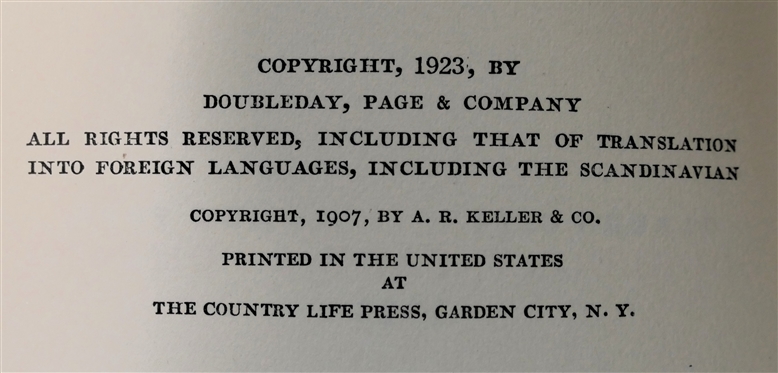 COPYRIGHT, 1923, BY
DOUBLEDAY, PAGE & COMPANY
ALL RIGHTS RESERVED, INCLUDING THAT OF TRANSLATION
INTO FOREIGN LANGUAGES, INCLUDING THE SCANDINAVIAN
COPYRIGHT, 1907, BY A. R. KELLER & CO.
PRINTED IN THE UNITED STATES
AT
THE COUNTRY LIFE PRESS, GARDEN CITY, N. Y.